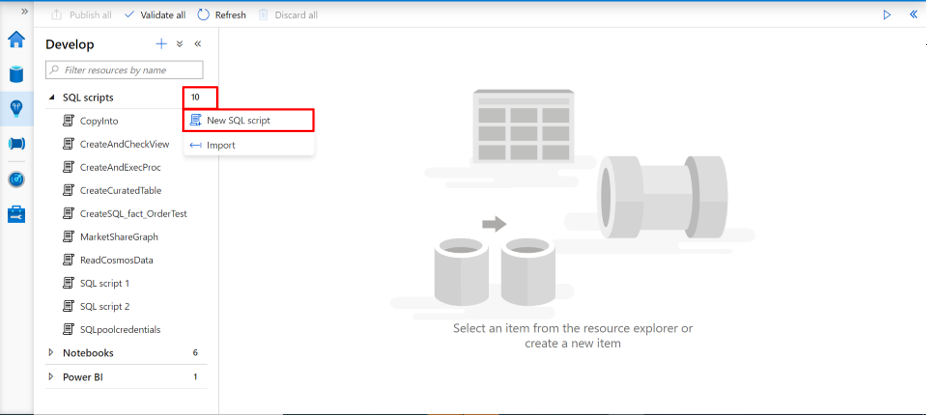 Publish all Validate all Refresh Discard all
Develop
Filter resources by name
SQL scripts 10
CopyInto
New SQL script
CreateAndCheckView
Import
CreateAndExecProc
CreateCuratedTable
CreateSQL_fact_OrderTest
MarketShareGraph
ReadCosmosData
SQL script 1
SQL script 2
SQLpoolcredentials
Notebooks 6
Power BI 1
Select an item from the resource explorer or
create a new item